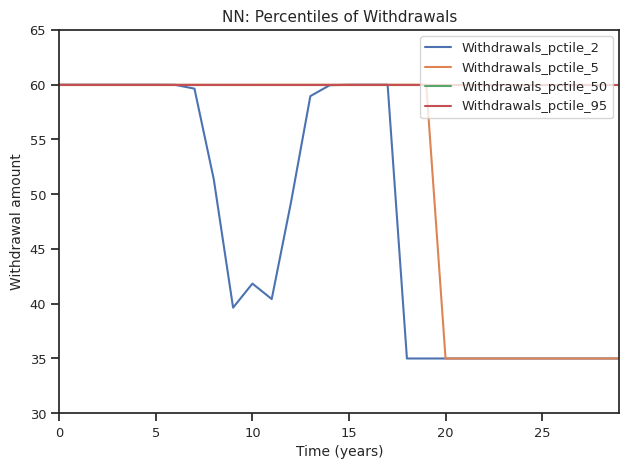 NN: Percentiles of Withdrawals
Withdrawal amount
65
60
55
50
45
40
35
30
Withdrawals_pctile_2
Withdrawals_pctile_5
Withdrawals_pctile_50
Withdrawals_pctile_95
0 5 10 15 20 25
Time (years)